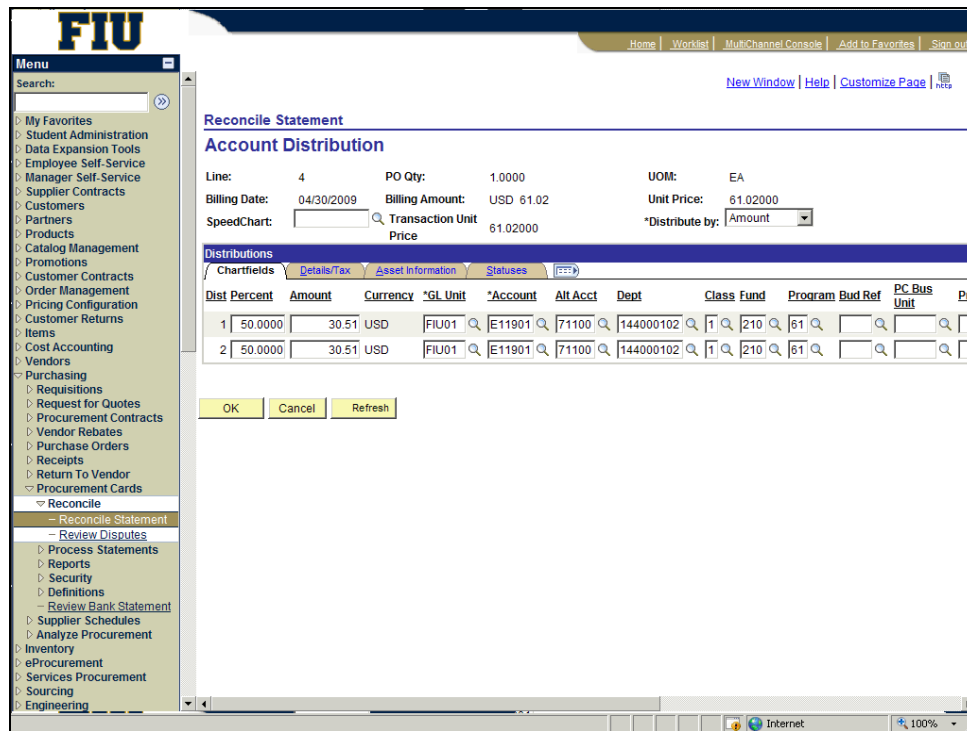 FIU
Home | Worklist | MultiChannel Console | Add to Favorites | Sign out
Menu
Search:
New Window | Help | Customize Page | http
My Favorites
Student Administration
Data Expansion Tools
Employee Self-Service
Manager Self-Service
Supplier Contracts
Customers
Partners
Products
Catalog Management
Promotions
Customer Contracts
Order Management
Pricing Configuration
Customer Returns
Items
Cost Accounting
Vendors
Purchasing
Requisitions
Request for Quotes
Procurement Contracts
Vendor Rebates
Purchase Orders
Receipts
Return To Vendor
Procurement Cards
Reconcile
Reconcile Statement
Review Disputes
Process Statements
Reports
Security
Definitions
Review Bank Statement
Supplier Schedules
Analyze Procurement
Inventory
eProcurement
Services Procurement
Sourcing
Engineering
Reconcile Statement
Account Distribution
Line: 4 PO Qty: 1.0000 UOM: EA
Billing Date: 04/30/2009 Billing Amount: USD 61.02 Unit Price: 61.02000
SpeedChart: Transaction Unit Price 61.02000 *Distribute by: Amount
Distributions
Chartfields Details/Tax Asset Information Statuses
Dist Percent Amount Currency *GL Unit *Account Alt Acct Dept Class Fund Program Bud Ref PC Bus Unit
1 50.0000 30.51 USD FIU01 E11901 71100 144000102 1 210 61
2 50.0000 30.51 USD FIU01 E11901 71100 144000102 1 210 61
OK Cancel Refresh
Internet 100%